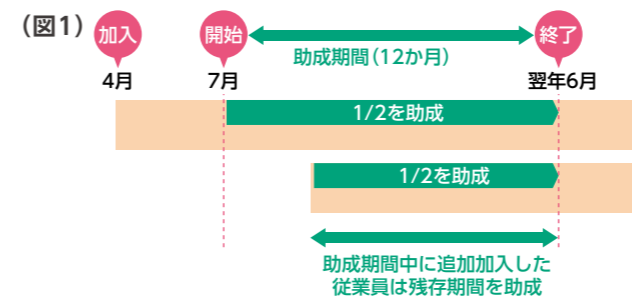 (図1)
加入
開始
終了
助成期間(12か月)
4月
7月
翌年6月
1/2を助成
1/2を助成
助成期間中に追加加入した
従業員は残存期間を助成